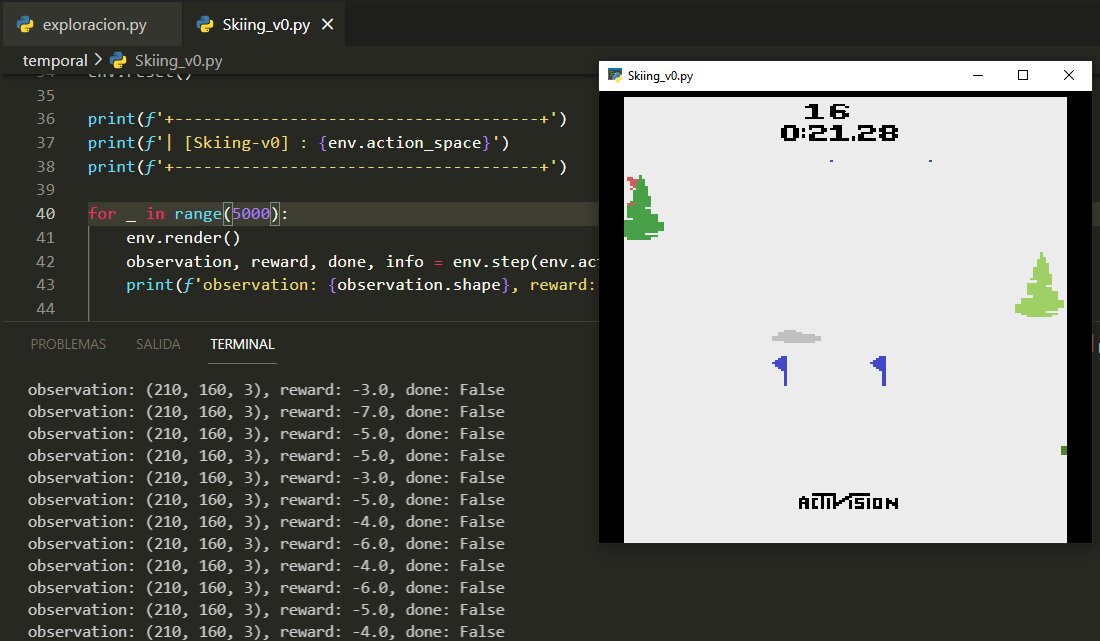 exploracion.py
Skiing_v0.py
temporal > Skiing_v0.py
34 env.reset()
35
36 print(f'+---------------------------------------+')
37 print(f'| [Skiing-v0] : {env.action_space}')
38 print(f'+---------------------------------------+')
39
40 for _ in range(5000):
41 env.render()
42 observation, reward, done, info = env.step(env.ac
43 print(f'observation: {observation.shape}, reward:
44
PROBLEMAS SALIDA TERMINAL
observation: (210, 160, 3), reward: -3.0, done: False
observation: (210, 160, 3), reward: -7.0, done: False
observation: (210, 160, 3), reward: -5.0, done: False
observation: (210, 160, 3), reward: -5.0, done: False
observation: (210, 160, 3), reward: -3.0, done: False
observation: (210, 160, 3), reward: -5.0, done: False
observation: (210, 160, 3), reward: -4.0, done: False
observation: (210, 160, 3), reward: -6.0, done: False
observation: (210, 160, 3), reward: -4.0, done: False
observation: (210, 160, 3), reward: -6.0, done: False
observation: (210, 160, 3), reward: -5.0, done: False
observation: (210, 160, 3), reward: -4.0, done: False
Skiing_v0.py
16
0:21.28
ACTIVISION